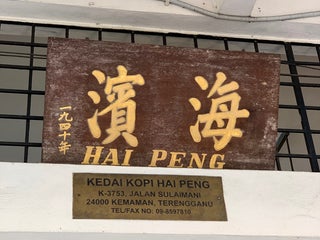 濱海
一九四十年
HAI PENG
KEDAI KOPI HAI PENG
K-3753, JALAN SULAIMANI
24000 KEMAMAN, TERENGGANU
TEL/FAX NO: 09-8597810